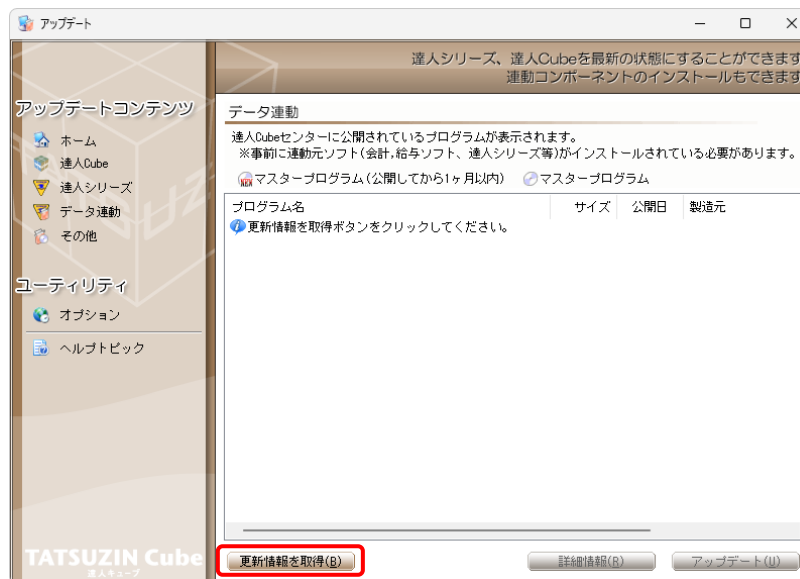 アップデート
達人シリーズ、達人Cubeを最新の状態にすることができます
連動コンポーネントのインストールもできます
アップデートコンテンツ
ホーム
達人Cube
達人シリーズ
データ連動
その他
ユーティリティ
オプション
ヘルプトピック
TATSUZIN Cube
達人キューブ
データ連動
達人Cubeセンターに公開されているプログラムが表示されます。
※事前に連動元ソフト(会計,給与ソフト、達人シリーズ等)がインストールされている必要があります。
NEW マスタープログラム(公開してから1ヶ月以内) マスタープログラム
プログラム名 サイズ 公開日 製造元
更新情報を取得ボタンをクリックしてください。
更新情報を取得(B) 詳細情報(R) アップデート(U)